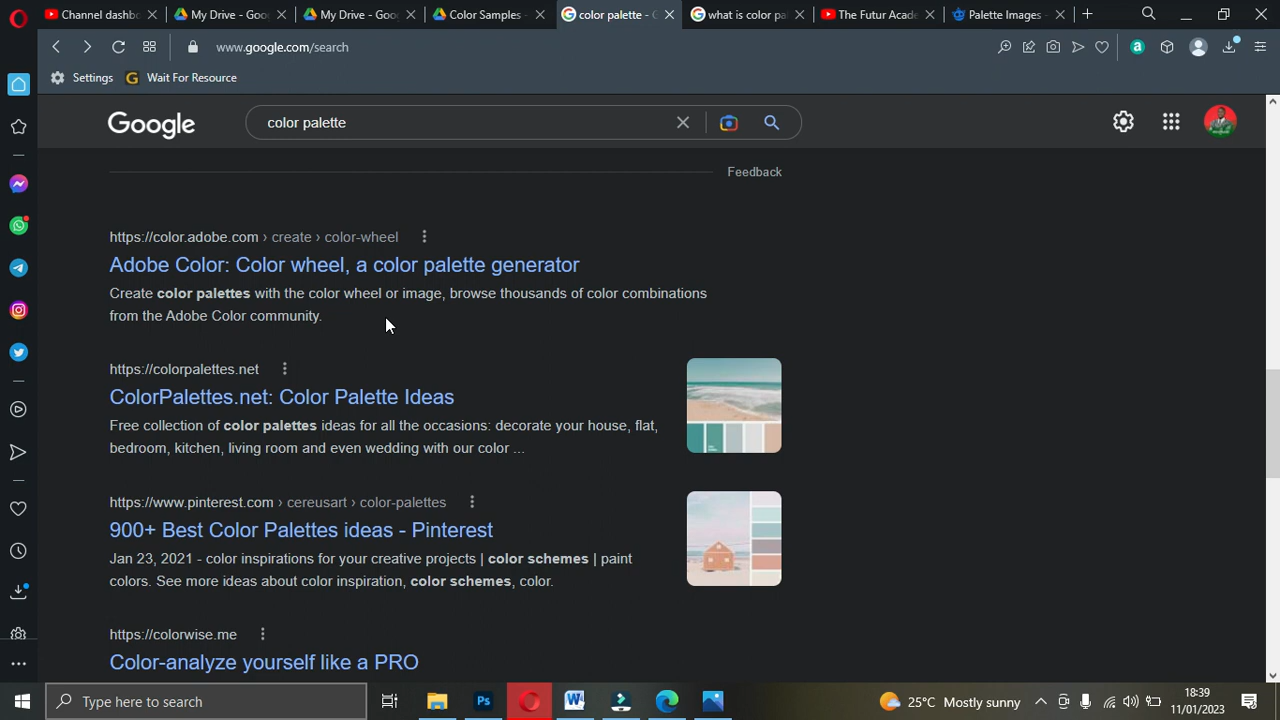 Channel dashb
My Drive - Goo
My Drive - Goo
Color Samples -
color palette - G
what is color pa
The Futur Acade
Palette Images -
www.google.com/search
Settings
Wait For Resource
Google
color palette
Feedback
https://color.adobe.com › create › color-wheel
Adobe Color: Color wheel, a color palette generator
Create color palettes with the color wheel or image, browse thousands of color combinations
from the Adobe Color community.
https://colorpalettes.net
ColorPalettes.net: Color Palette Ideas
Free collection of color palettes ideas for all the occasions: decorate your house, flat,
bedroom, kitchen, living room and even wedding with our color ...
https://www.pinterest.com › cereusart › color-palettes
900+ Best Color Palettes ideas - Pinterest
Jan 23, 2021 - color inspirations for your creative projects | color schemes | paint
colors. See more ideas about color inspiration, color schemes, color.
https://colorwise.me
Color-analyze yourself like a PRO
Type here to search
Ps
25°C Mostly sunny
18:39
11/01/2023